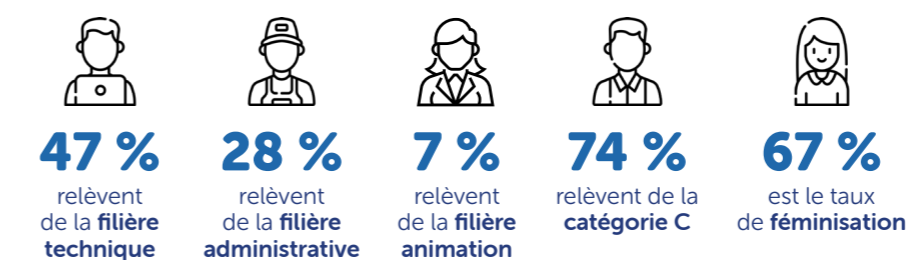 47 %
relèvent
de la filière
technique
28 %
relèvent
de la filière
administrative
7 %
relèvent
de la filière
animation
74 %
relèvent de la
catégorie C
67 %
est le taux
de féminisation